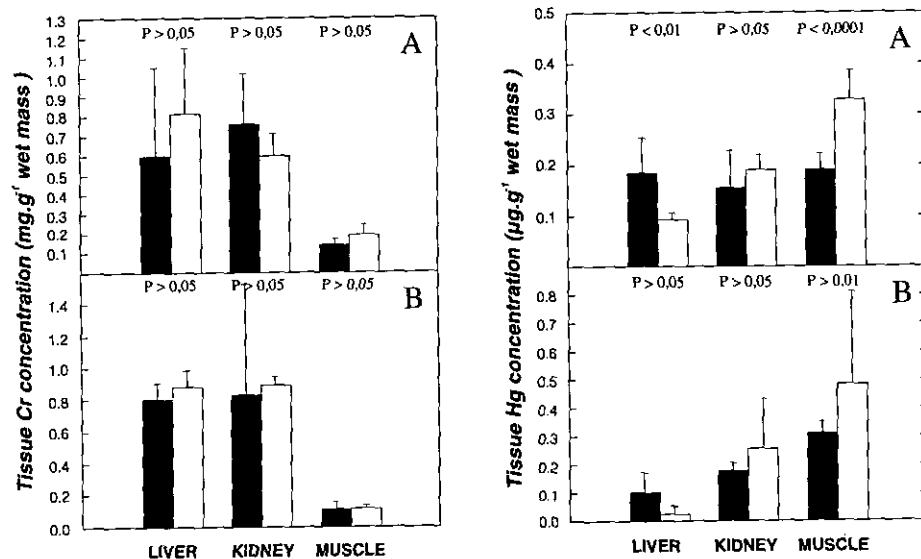 Tissue Cr concentration (mg.g⁻¹ wet mass )
1.3
1.2
1.1
1.0
0.9
0.8
0.7
0.6
0.5
0.4
0.3
0.2
0.1
P > 0,05 P > 0,05 P > 0,05
A
1.4
1.2
1.0
0.8
0.6
0.4
0.2
0.0
P > 0,05 P > 0,05 P > 0,05
B
LIVER KIDNEY MUSCLE
Tissue Hg concentration (µg.g⁻¹ wet mass )
0.5
0.4
0.3
0.2
0.1
P < 0,01 P > 0,05 P < 0,0001
A
0.8
0.7
0.6
0.5
0.4
0.3
0.2
0.1
0.0
P > 0,05 P > 0,05 P > 0,01
B
LIVER KIDNEY MUSCLE